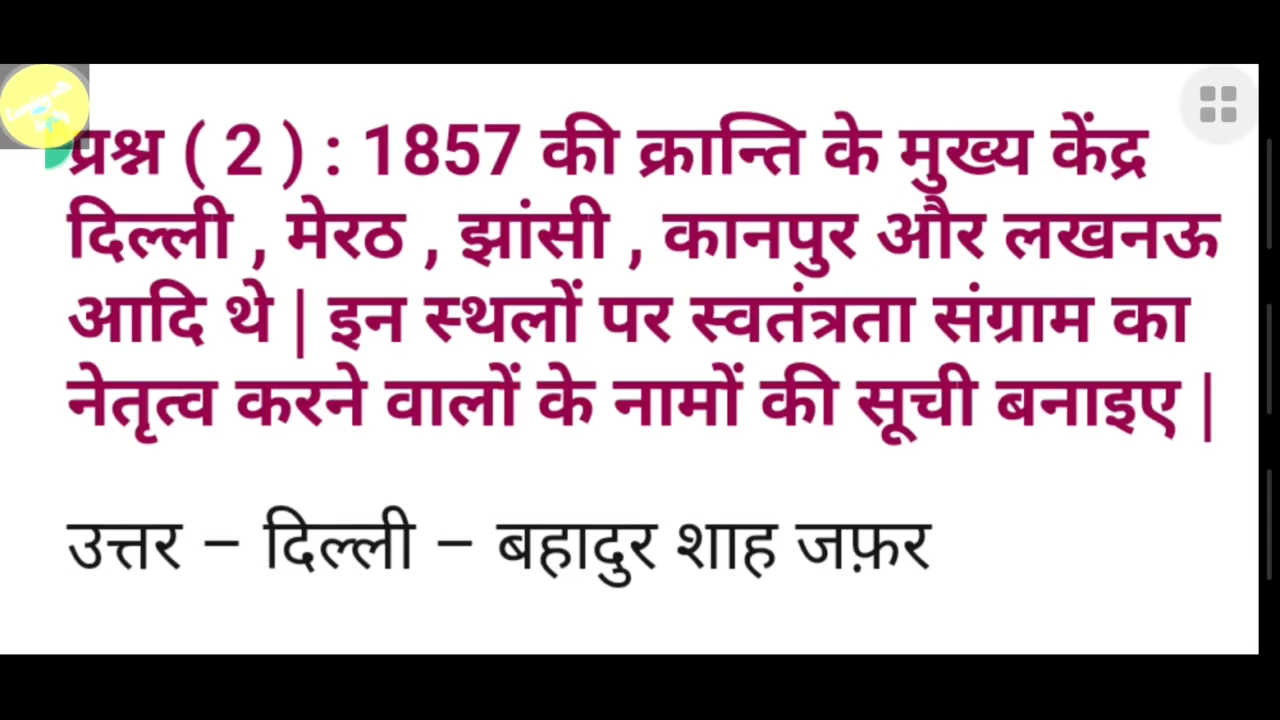 प्रश्न ( 2 ) : 1857 की क्रान्ति के मुख्य केंद्र
दिल्ली , मेरठ , झांसी , कानपुर और लखनऊ
आदि थे | इन स्थलों पर स्वतंत्रता संग्राम का
नेतृत्व करने वालों के नामों की सूची बनाइए |
उत्तर – दिल्ली – बहादुर शाह जफ़र